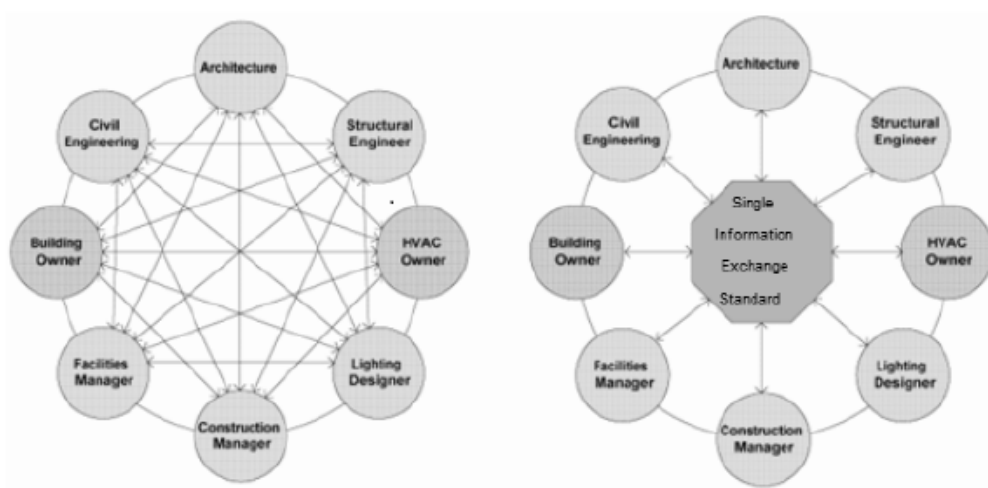 Architecture
Civil
Engineering
Structural
Engineer
Building
Owner
HVAC
Owner
Facilities
Manager
Lighting
Designer
Construction
Manager
Architecture
Civil
Engineering
Structural
Engineer
Single
Information
Exchange
Standard
Building
Owner
HVAC
Owner
Facilities
Manager
Lighting
Designer
Construction
Manager